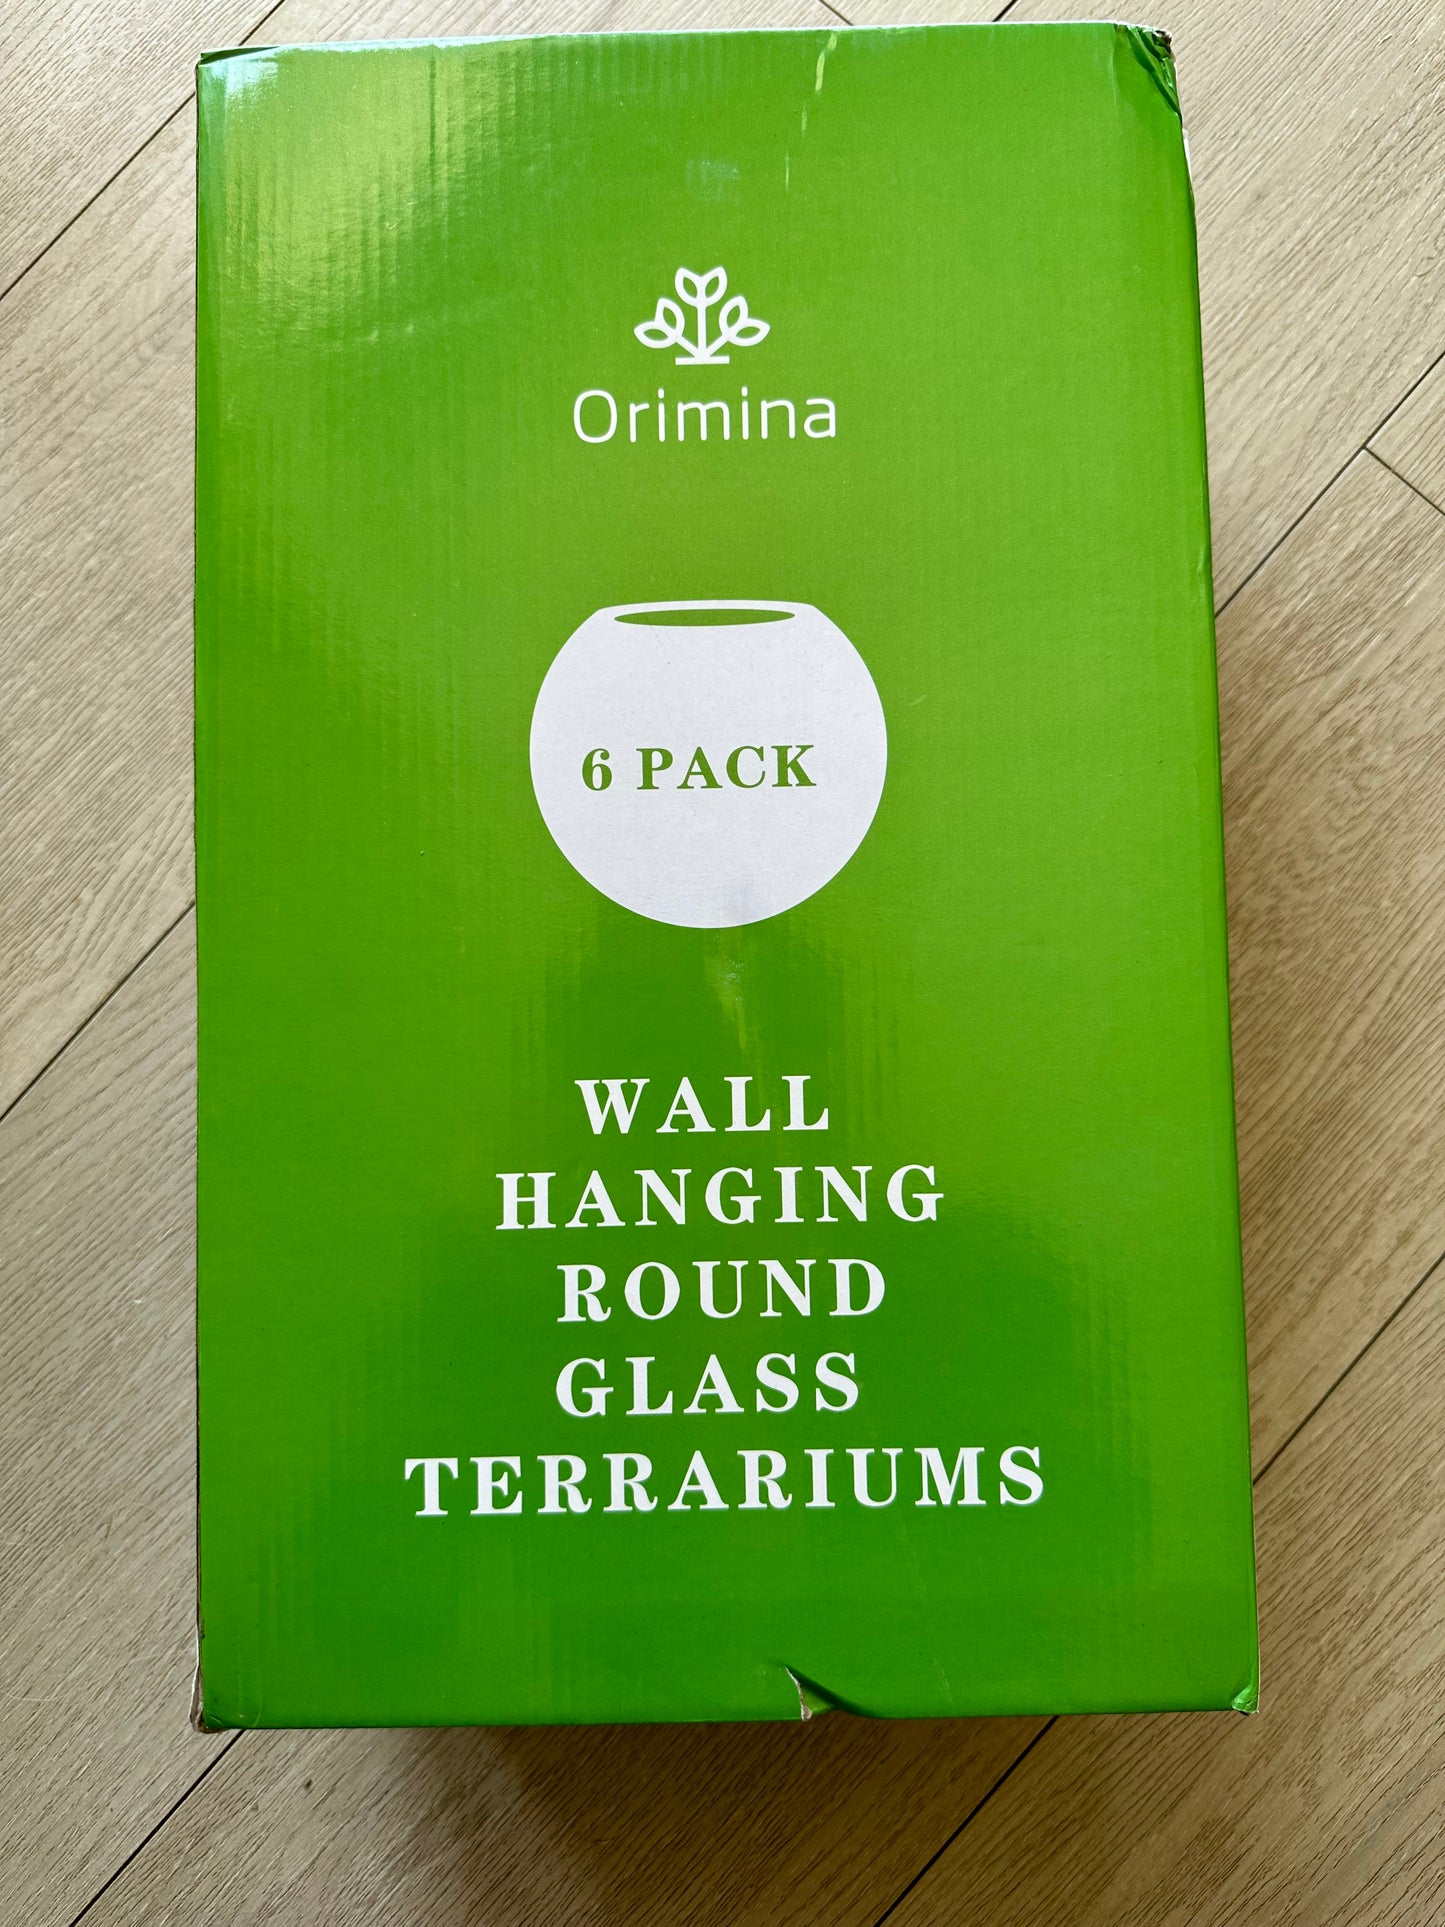 Orimina
6 PACK
WALL
HANGING
ROUND
GLASS
TERRARIUMS